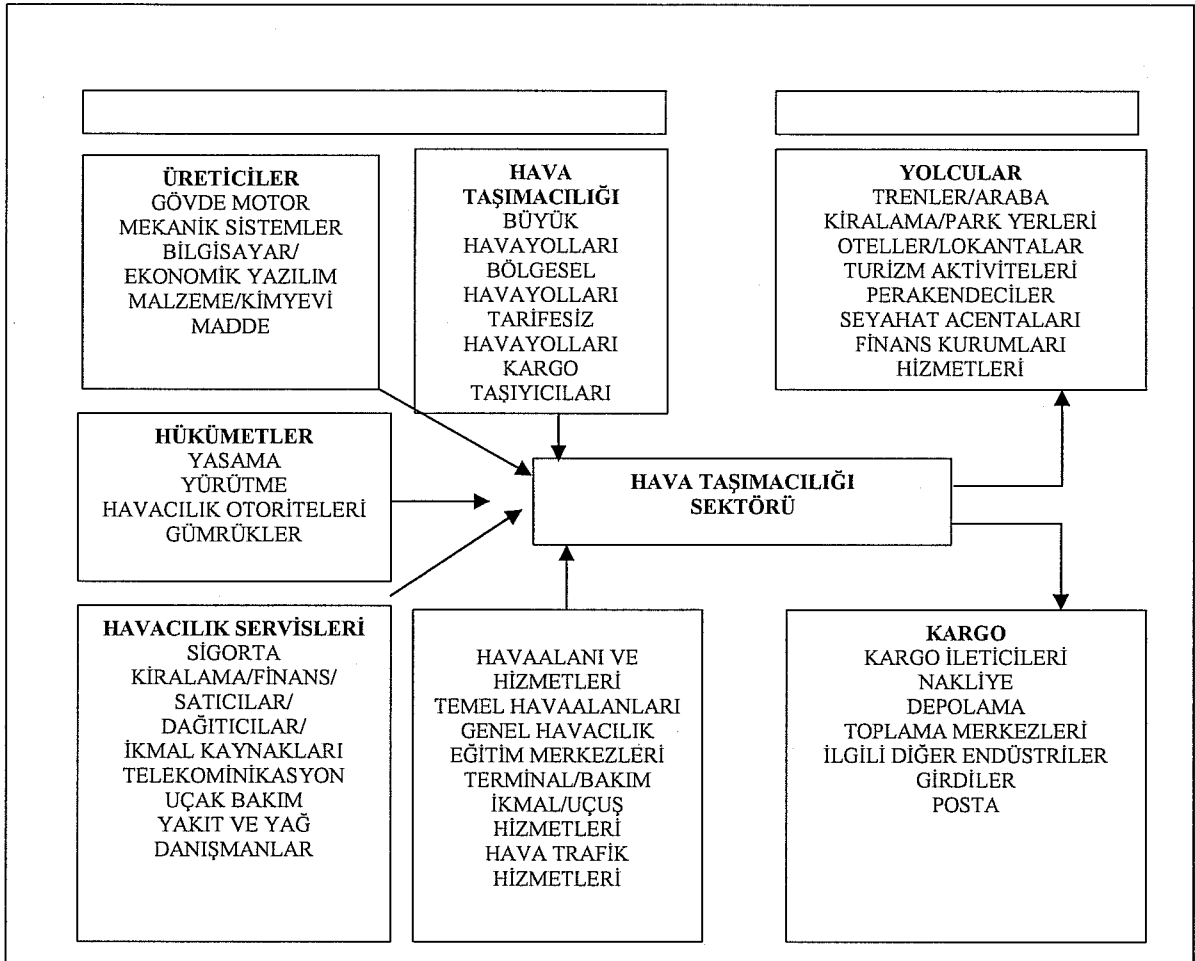 ÜRETİCİLER
GÖVDE MOTOR
MEKANİK SİSTEMLER
BİLGİSAYAR/
EKONOMİK YAZILIM
MALZEME/KİMYEVİ
MADDE
HAVA
TAŞIMACILIĞI
BÜYÜK
HAVAYOLLARI
BÖLGESEL
HAVAYOLLARI
TARİFESİZ
HAVAYOLLARI
KARGO
TAŞIYICILARI
YOLCULAR
TRENLER/ARABA
KİRALAMA/PARK YERLERİ
OTELLER/LOKANTALAR
TURİZM AKTİVİTELERİ
PERAKENDECİLER
SEYAHAT ACENTALARI
FİNANS KURUMLARI
HİZMETLERİ
HÜKÜMETLER
YASAMA
YÜRÜTME
HAVACILIK OTORİTELERİ
GÜMRÜKLER
HAVA TAŞIMACILIĞI
SEKTÖRÜ
HAVACILIK SERVİSLERİ
SİGORTA
KİRALAMA/FİNANS/
SATICILAR/
DAĞITICILAR/
İKMAL KAYNAKLARI
TELEKOMİNİKASYON
UÇAK BAKIM
YAKIT VE YAĞ
DANIŞMANLAR
HAVAALANI VE
HİZMETLERİ
TEMEL HAVAALANLARI
GENEL HAVACILIK
EĞİTİM MERKEZLERİ
TERMİNAL/BAKIM
İKMAL/UÇUŞ
HİZMETLERİ
HAVA TRAFİK
HİZMETLERİ
KARGO
KARGO İLETİCİLERİ
NAKLİYE
DEPOLAMA
TOPLAMA MERKEZLERİ
İLGİLİ DİĞER ENDÜSTRİLER
GİRDİLER
POSTA